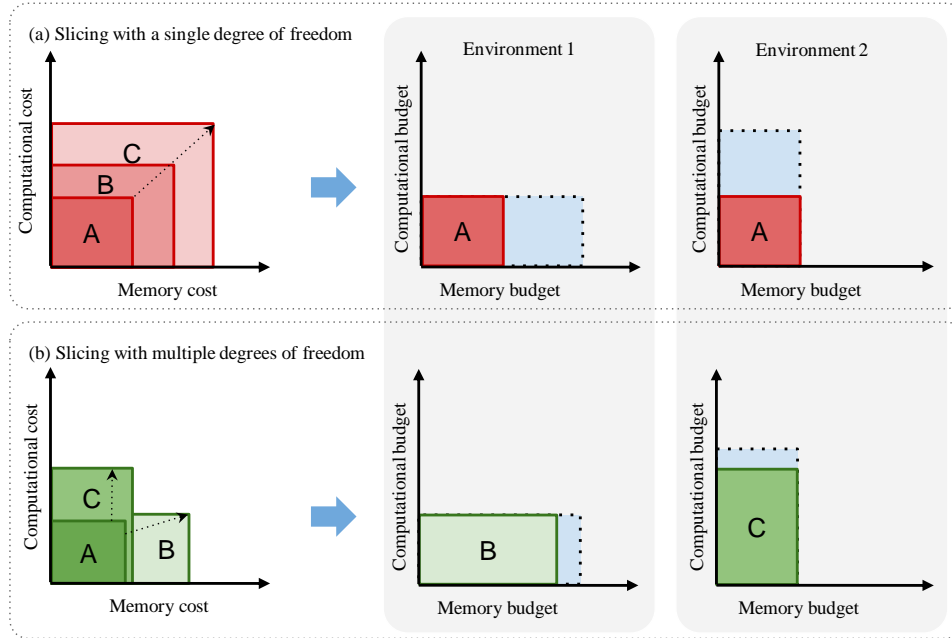 (a) Slicing with a single degree of freedom
Environment 1
Environment 2
Computational cost
C
B
A
Memory cost
Computational budget
A
Memory budget
Computational budget
A
Memory budget
(b) Slicing with multiple degrees of freedom
Computational cost
C
A
B
Memory cost
Computational budget
B
Memory budget
Computational budget
C
Memory budget